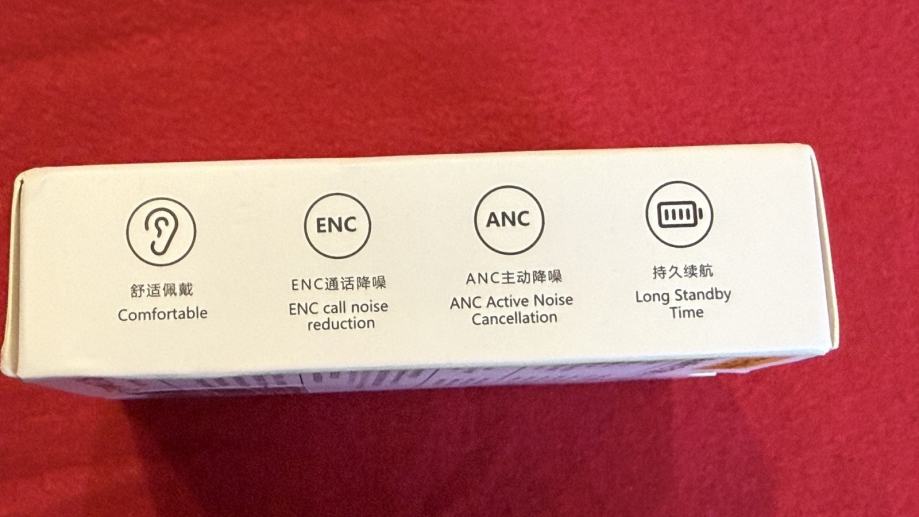 舒适佩戴
Comfortable
ENC
ENC通话降噪
ENC call noise
reduction
ANC
ANC主动降噪
ANC Active Noise
Cancellation
持久续航
Long Standby
Time